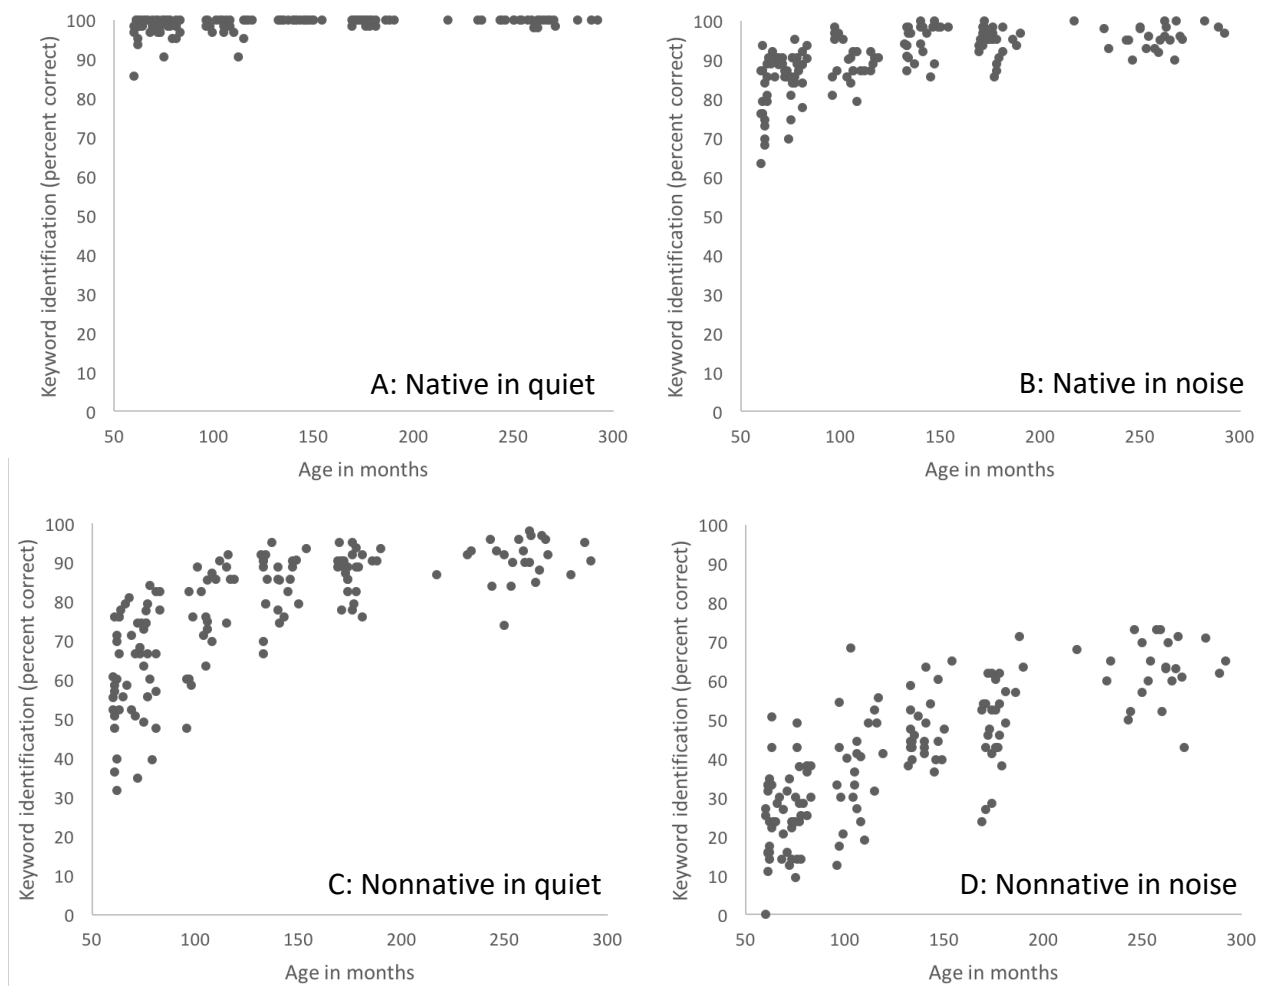 Keyword identification (percent correct)
100
90
80
70
60
50
40
30
20
10
0
A: Native in quiet
50 100 150 200 250 300
Age in months
Keyword identification (percent correct)
100
90
80
70
60
50
40
30
20
10
0
B: Native in noise
50 100 150 200 250 300
Age in months
Keyword identification (percent correct)
100
90
80
70
60
50
40
30
20
10
0
C: Nonnative in quiet
50 100 150 200 250 300
Age in months
Keyword identification (percent correct)
100
90
80
70
60
50
40
30
20
10
0
D: Nonnative in noise
50 100 150 200 250 300
Age in months